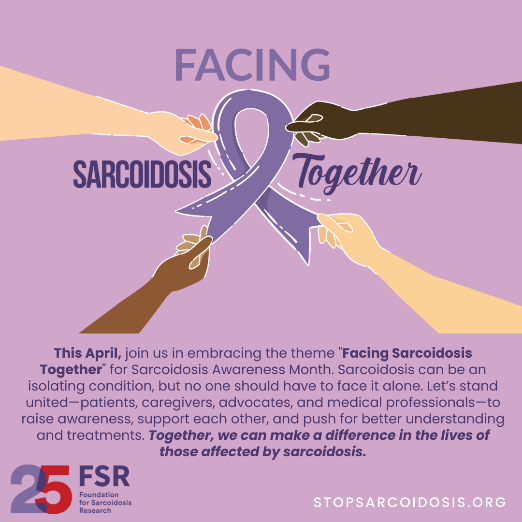 FACING
SARCOIDOSIS Together
This April, join us in embracing the theme "Facing Sarcoidosis
Together" for Sarcoidosis Awareness Month. Sarcoidosis can be an
isolating condition, but no one should have to face it alone. Let's stand
united—patients, caregivers, advocates, and medical professionals—to
raise awareness, support each other, and push for better understanding
and treatments. Together, we can make a difference in the lives of
those affected by sarcoidosis.
25 FSR
Foundation
for Sarcoidosis
Research
STOPSARCOIDOSIS.ORG